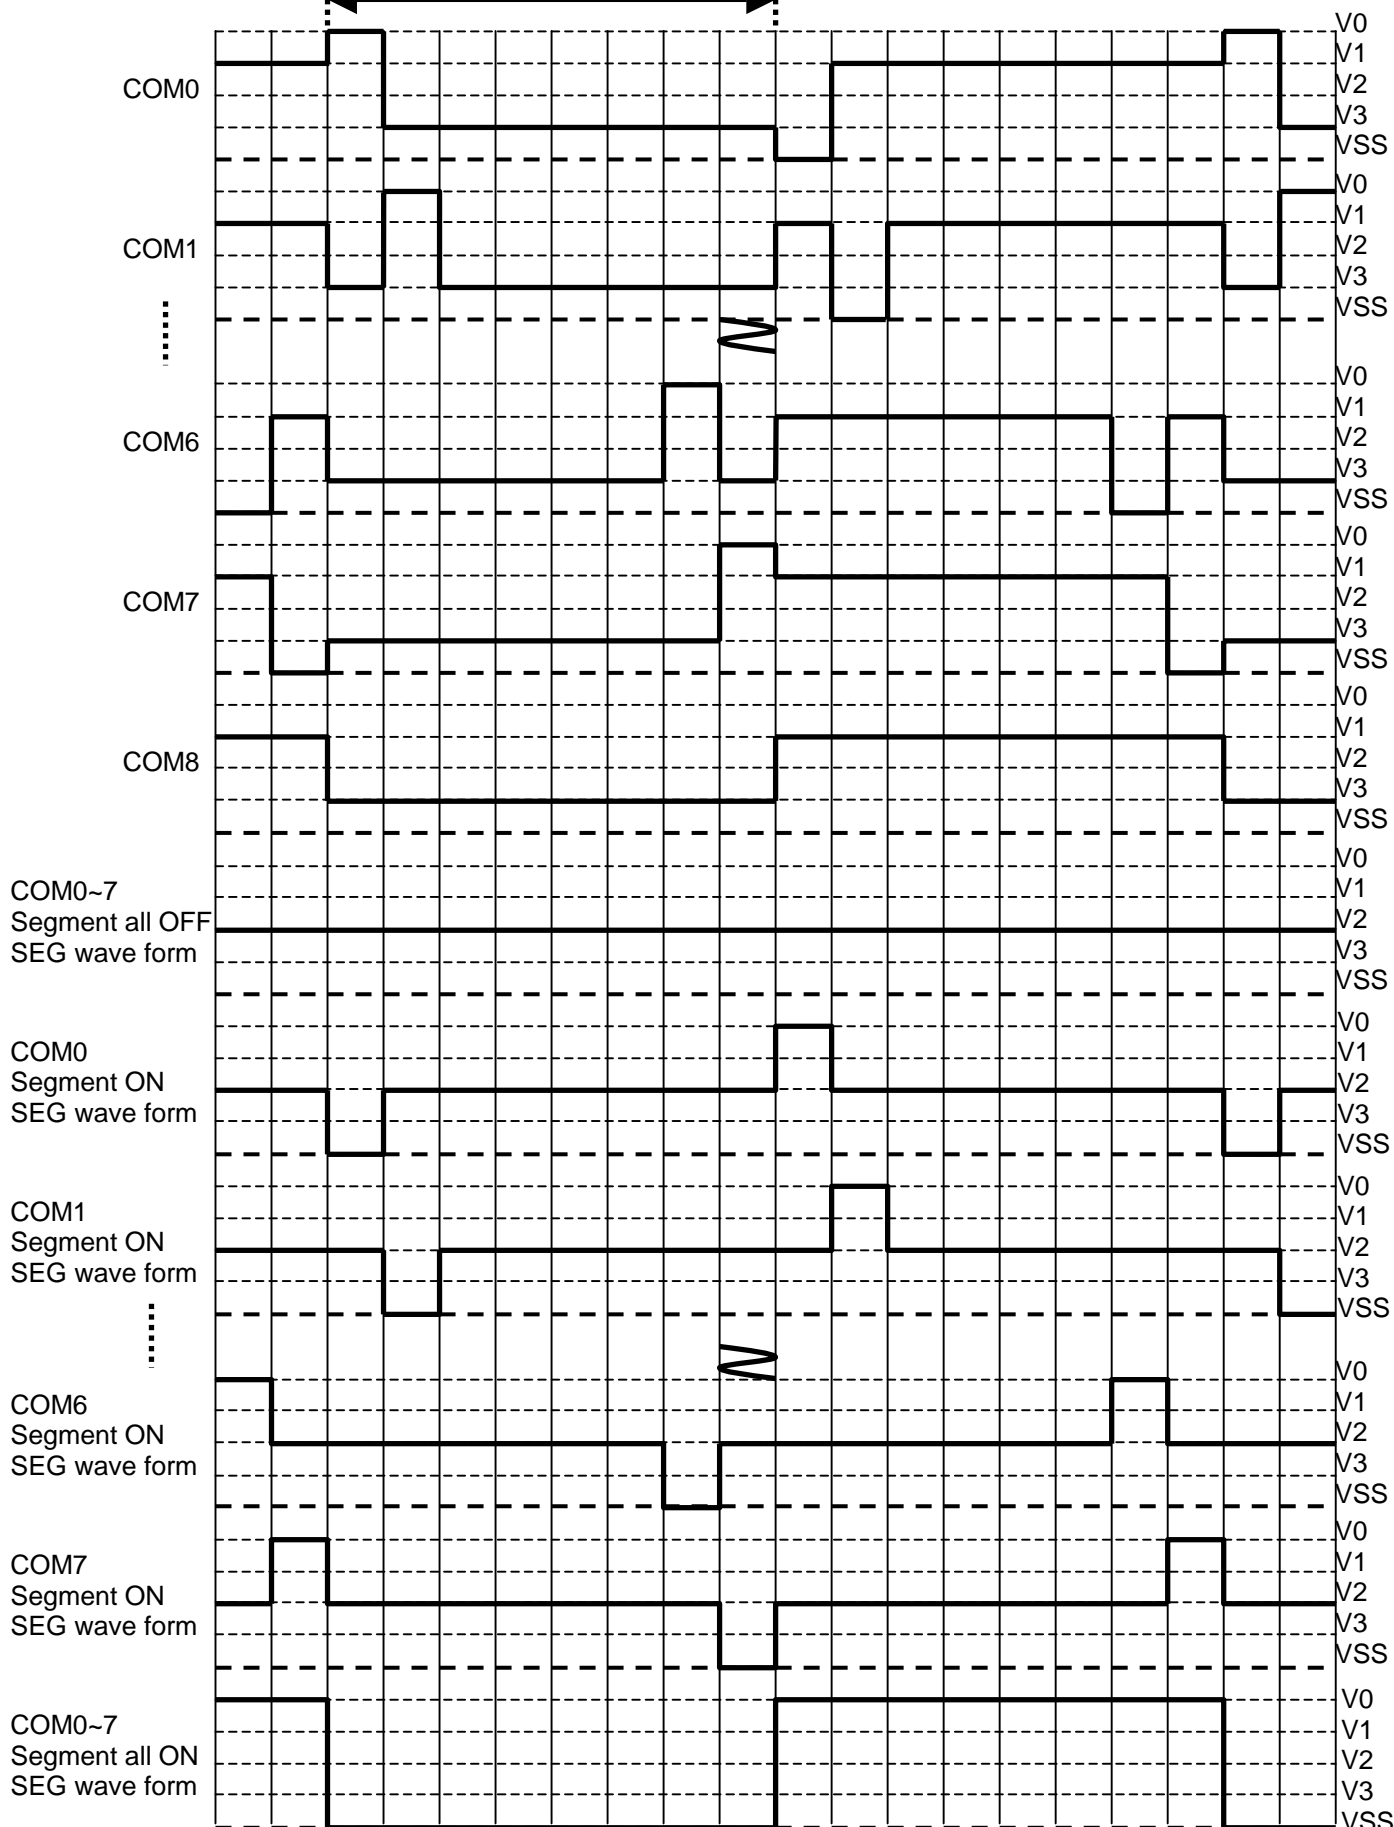 V0
V1
COM0
V2
V3
VSS
V0
V1
COM1
V2
V3
VSS
V0
V1
COM6
V2
V3
VSS
V0
V1
COM7
V2
V3
VSS
V0
V1
COM8
V2
V3
VSS
V0
COM0~7
Segment all OFF
SEG wave form
V1
V2
V3
VSS
V0
COM0
Segment ON
SEG wave form
V1
V2
V3
VSS
V0
COM1
Segment ON
SEG wave form
V1
V2
V3
VSS
V0
COM6
Segment ON
SEG wave form
V1
V2
V3
VSS
V0
COM7
Segment ON
SEG wave form
V1
V2
V3
VSS
V0
COM0~7
Segment all ON
SEG wave form
V1
V2
V3
VSS